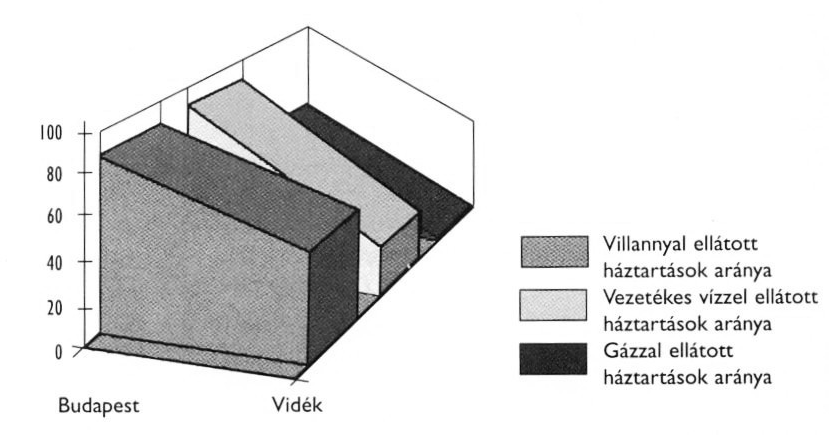 100
80
60
40
20
0
Budapest
Vidék
Villannyal ellátott
háztartások aránya
Vezetékes vízzel ellátott
háztartások aránya
Gázzal ellátott
háztartások aránya